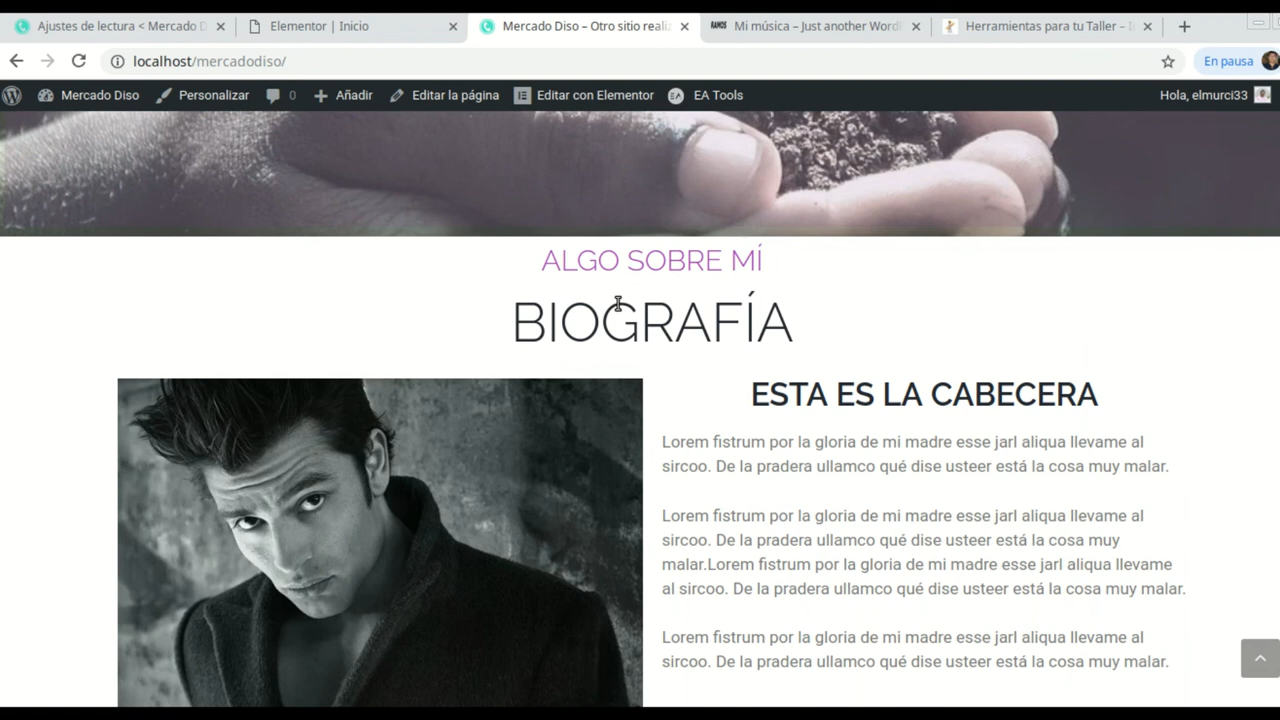 Ajustes de lectura < Mercado D
Elementor | Inicio
Mercado Diso – Otro sitio realiz
RAMOS
Mi música – Just another Word
Herramientas para tu Taller –
localhost/mercadodiso/
En pausa
Mercado Diso
Personalizar
0
Añadir
Editar la página
Editar con Elementor
EA
EA Tools
Hola, elmurci33
ALGO SOBRE MÍ
BIOGRAFÍA
ESTA ES LA CABECERA
Lorem fistrum por la gloria de mi madre esse jarl aliqua llevame al
sircoo. De la pradera ullamco qué dise usteer está la cosa muy malar.
Lorem fistrum por la gloria de mi madre esse jarl aliqua llevame al
sircoo. De la pradera ullamco qué dise usteer está la cosa muy
malar.Lorem fistrum por la gloria de mi madre esse jarl aliqua llevame
al sircoo. De la pradera ullamco qué dise usteer está la cosa muy malar.
Lorem fistrum por la gloria de mi madre esse jarl aliqua llevame al
sircoo. De la pradera ullamco qué dise usteer está la cosa muy malar.